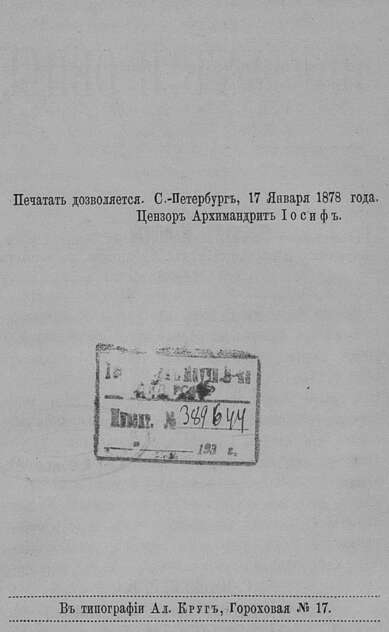 Печатать дозволяется. С.-Петербургъ, 17 Января 1878 года.
Цензоръ Архимандритъ Іосифъ.
Инвент. № 389644
193 г.
Въ типографіи Ал. Кругъ, Гороховая № 17.